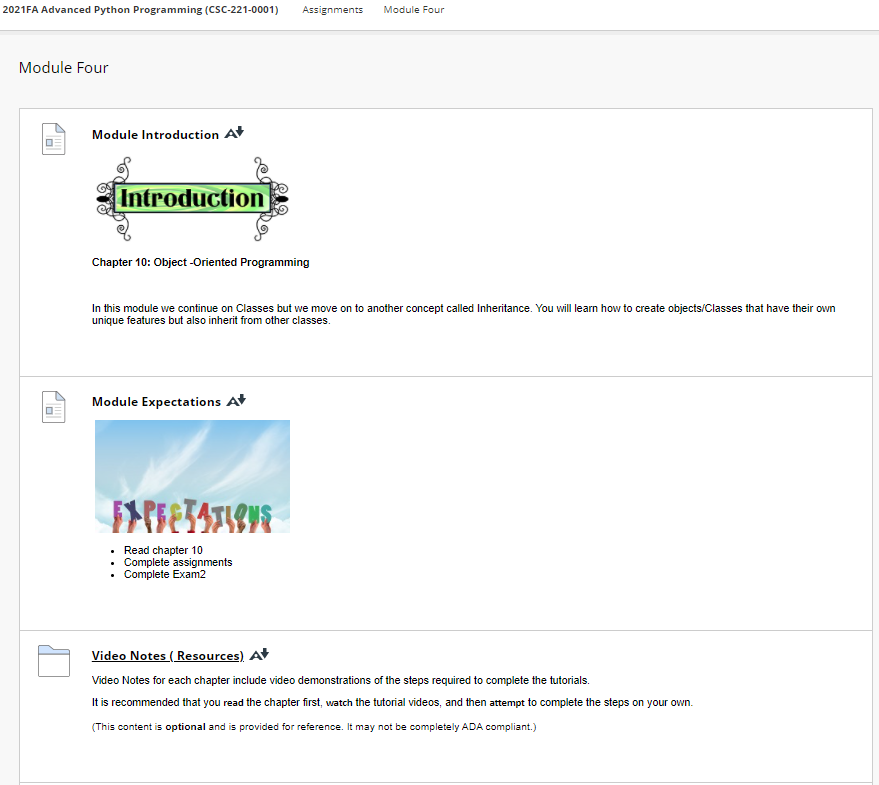 2021FA Advanced Python Programming (CSC-221-0001) Assignments Module Four
Module Four
Module Introduction
Introduction
Chapter 10: Object -Oriented Programming
In this module we continue on Classes but we move on to another concept called Inheritance. You will learn how to create objects/Classes that have their own
unique features but also inherit from other classes.
Module Expectations
EXPECTATIONS
• Read chapter 10
• Complete assignments
• Complete Exam2
Video Notes ( Resources)
Video Notes for each chapter include video demonstrations of the steps required to complete the tutorials.
It is recommended that you read the chapter first, watch the tutorial videos, and then attempt to complete the steps on your own.
(This content is optional and is provided for reference. It may not be completely ADA compliant.)